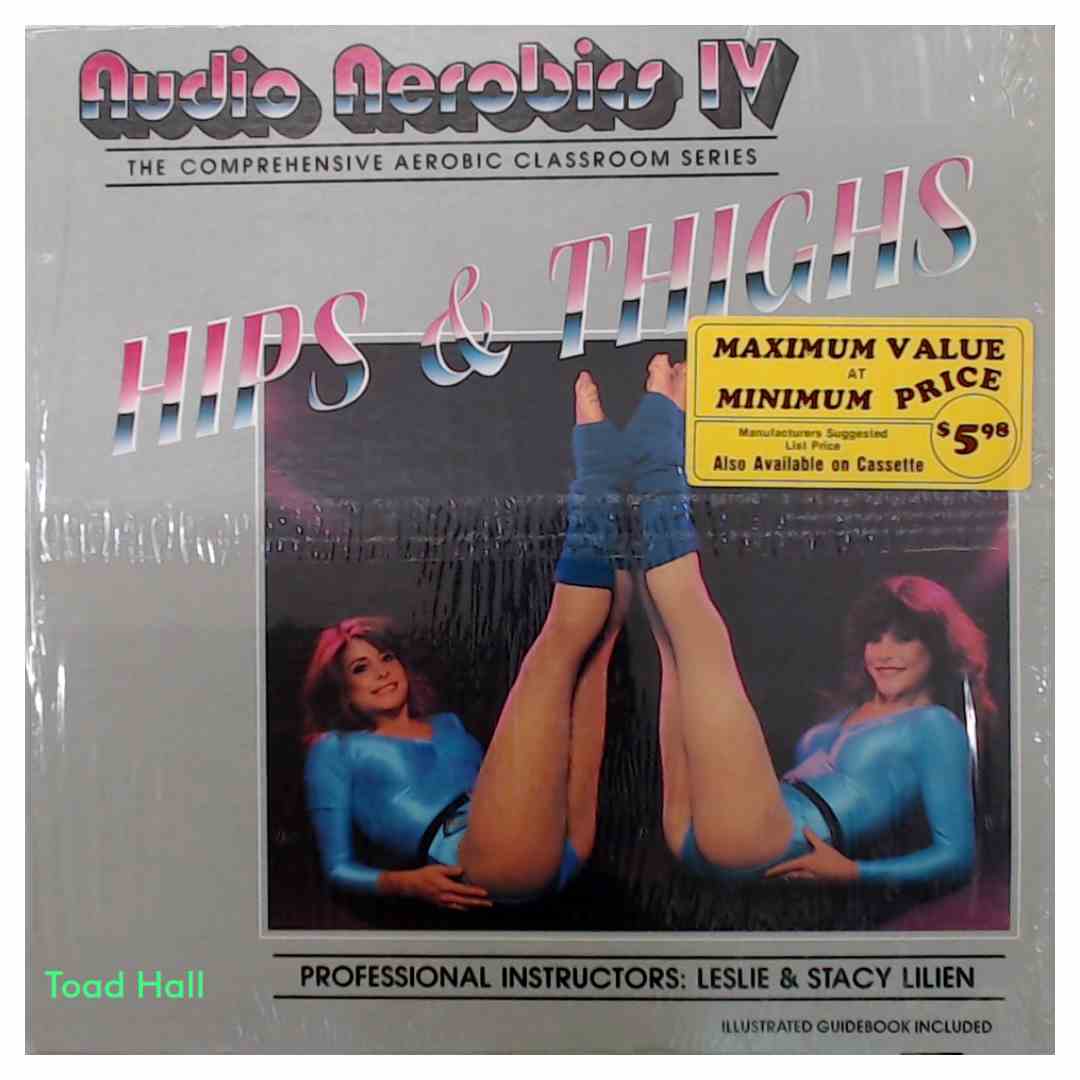 Audio Aerobics IV
THE COMPREHENSIVE AEROBIC CLASSROOM SERIES
HIPS & THIGHS
MAXIMUM VALUE
AT
MINIMUM PRICE
Manufacturers Suggested
List Price
$5.98
Also Available on Cassette
Toad Hall
PROFESSIONAL INSTRUCTORS: LESLIE & STACY LILIEN
ILLUSTRATED GUIDEBOOK INCLUDED